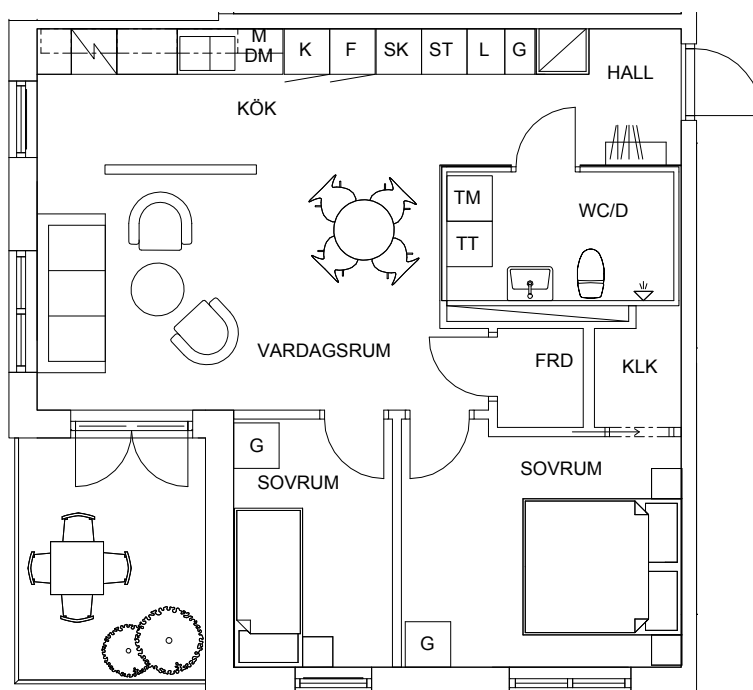 M
DM
K F SK ST L G
HALL
KÖK
TM
WC/D
TT
VARDAGSRUM
FRD
KLK
G
SOVRUM
SOVRUM
G